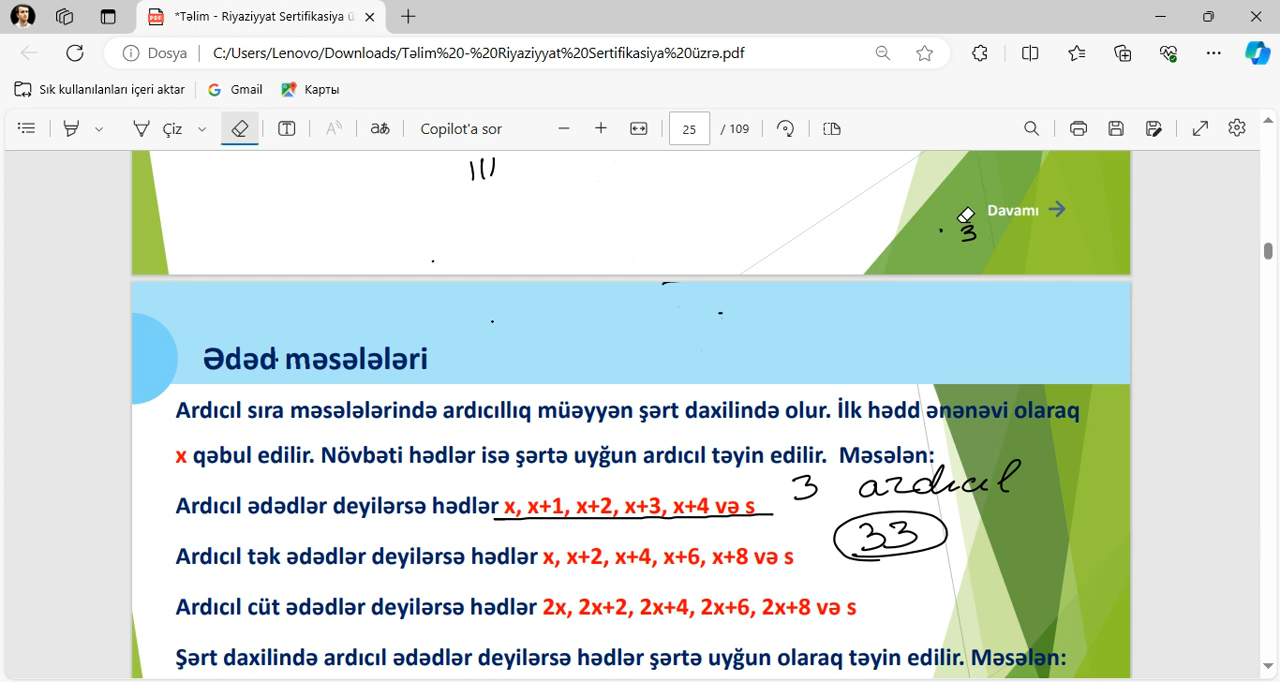 *Təlim - Riyaziyyat Sertifikasiya ü
Dosya
C:/Users/Lenovo/Downloads/Təlim%20-%20Riyaziyyat%20Sertifikasiya%20üzrə.pdf
Sık kullanılanları içeri aktar
Gmail
Карты
Çiz
Copilot'a sor
25
/ 109
Davamı
3
Ədəd məsələləri
Ardıcıl sıra məsələlərində ardıcıllıq müəyyən şərt daxilində olur. İlk hədd ənənəvi olaraq
x qəbul edilir. Növbəti hədlər isə şərtə uyğun ardıcıl təyin edilir. Məsələn:
3 ardıcıl
Ardıcıl ədədlər deyilərsə hədlər x, x+1, x+2, x+3, x+4 və s
33
Ardıcıl tək ədədlər deyilərsə hədlər x, x+2, x+4, x+6, x+8 və s
Ardıcıl cüt ədədlər deyilərsə hədlər 2x, 2x+2, 2x+4, 2x+6, 2x+8 və s
Şərt daxilində ardıcıl ədədlər deyilərsə hədlər şərtə uyğun olaraq təyin edilir. Məsələn: